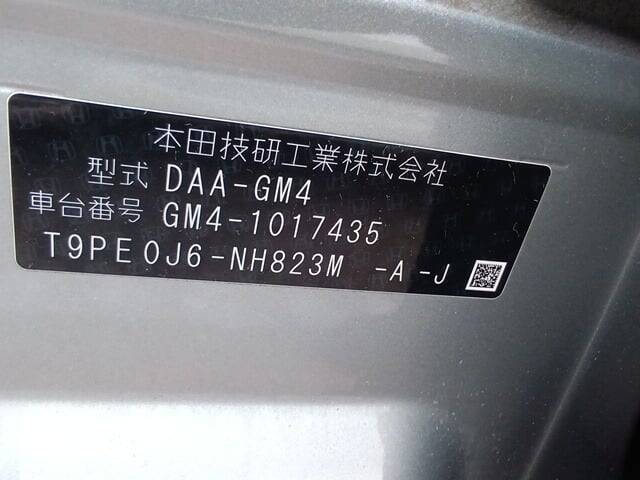 本田技研工業株式会社
型式 DAA-GM4
車台番号 GM4-1017435
T9PE0J6-NH823M -A -J